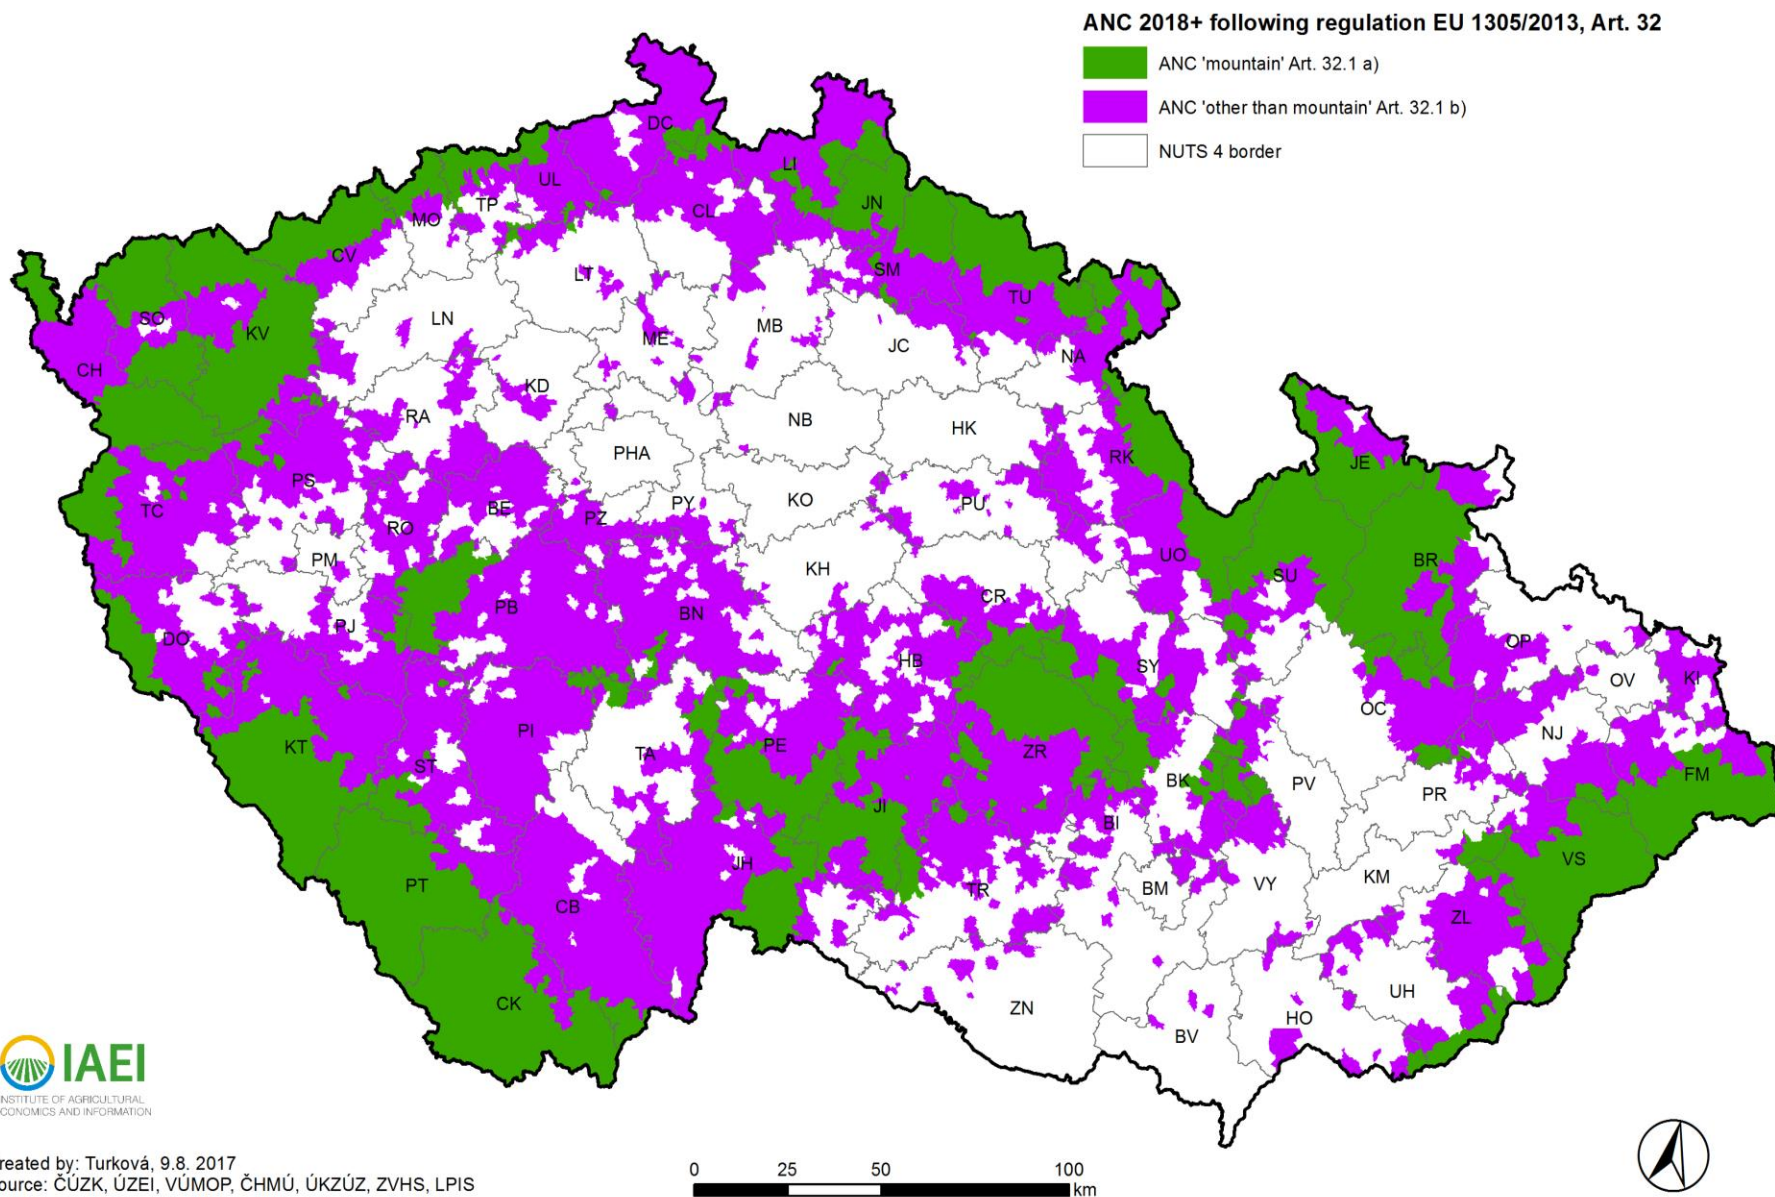 ANC 2018+ following regulation EU 1305/2013, Art. 32
ANC 'mountain' Art. 32.1 a)
ANC 'other than mountain' Art. 32.1 b)
NUTS 4 border
DC
LI
UL
TP
CL
JN
MO
CV
LT
SM
TU
SO
KV
LN
ME
MB
JC
CH
NA
KD
RA
NB
HK
PHA
RK
JE
PS
TC
BE
PY
KO
PU
PZ
RO
PM
UO
BR
KH
SU
CR
PB
BN
PJ
DO
OP
HB
SY
OV
KI
OC
PI
KT
PE
TA
ZR
NJ
ST
FM
BK
PV
PR
JI
BI
VS
JH
KM
PT
TR
BM
VY
CB
ZL
UH
CK
ZN
HO
BV
IAEI
NSTITUTE OF AGRICULTURAL
CONOMICS AND INFORMATION
reated by: Turková, 9.8. 2017
ource: ČÚZK, ÚZEI, VÚMOP, ČHMÚ, ÚKZÚZ, ZVHS, LPIS
0 25 50 100
km